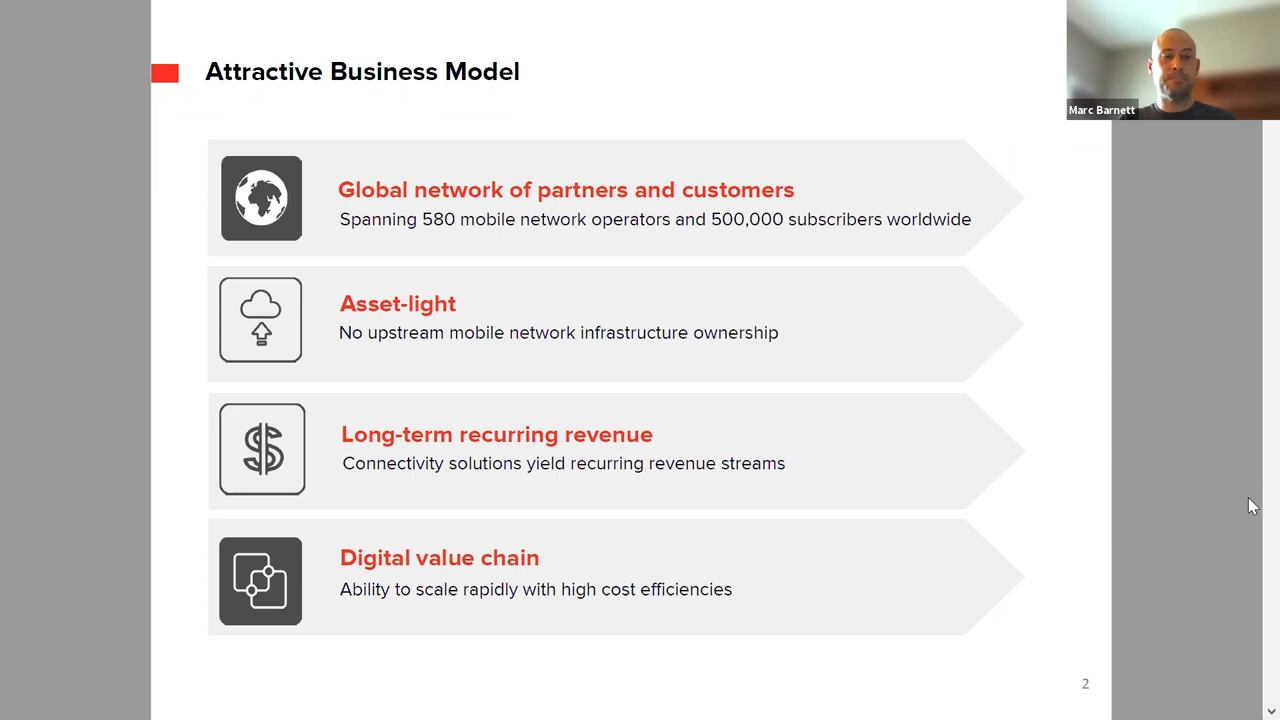 Attractive Business Model
Marc Barnett
Global network of partners and customers
Spanning 580 mobile network operators and 500,000 subscribers worldwide
Asset-light
No upstream mobile network infrastructure ownership
Long-term recurring revenue
Connectivity solutions yield recurring revenue streams
Digital value chain
Ability to scale rapidly with high cost efficiencies
2